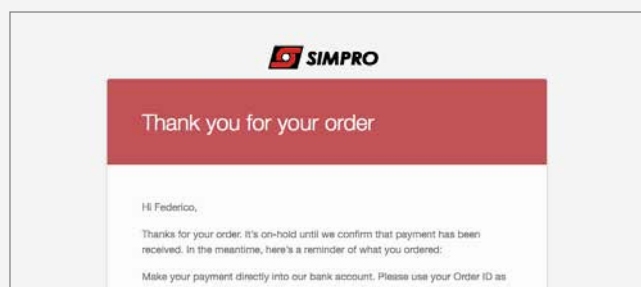 SIMPRO
Thank you for your order
Hi Federico,
Thanks for your order. It's on-hold until we confirm that payment has been
received. In the meantime, here's a reminder of what you ordered:
Make your payment directly into our bank account. Please use your Order ID as